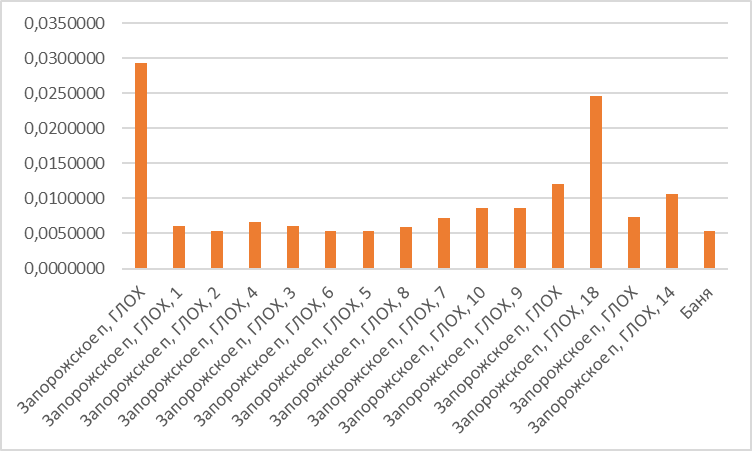 0,0350000
0,0300000
0,0250000
0,0200000
0,0150000
0,0100000
0,0050000
0,0000000
Запорожское п, ГЛОХ
Запорожское п, ГЛОХ, 1
Запорожское п, ГЛОХ, 2
Запорожское п, ГЛОХ, 4
Запорожское п, ГЛОХ, 3
Запорожское п, ГЛОХ, 6
Запорожское п, ГЛОХ, 5
Запорожское п, ГЛОХ, 8
Запорожское п, ГЛОХ, 7
Запорожское п, ГЛОХ, 10
Запорожское п, ГЛОХ, 9
Запорожское п, ГЛОХ
Запорожское п, ГЛОХ, 18
Запорожское п, ГЛОХ
Запорожское п, ГЛОХ, 14
Баня